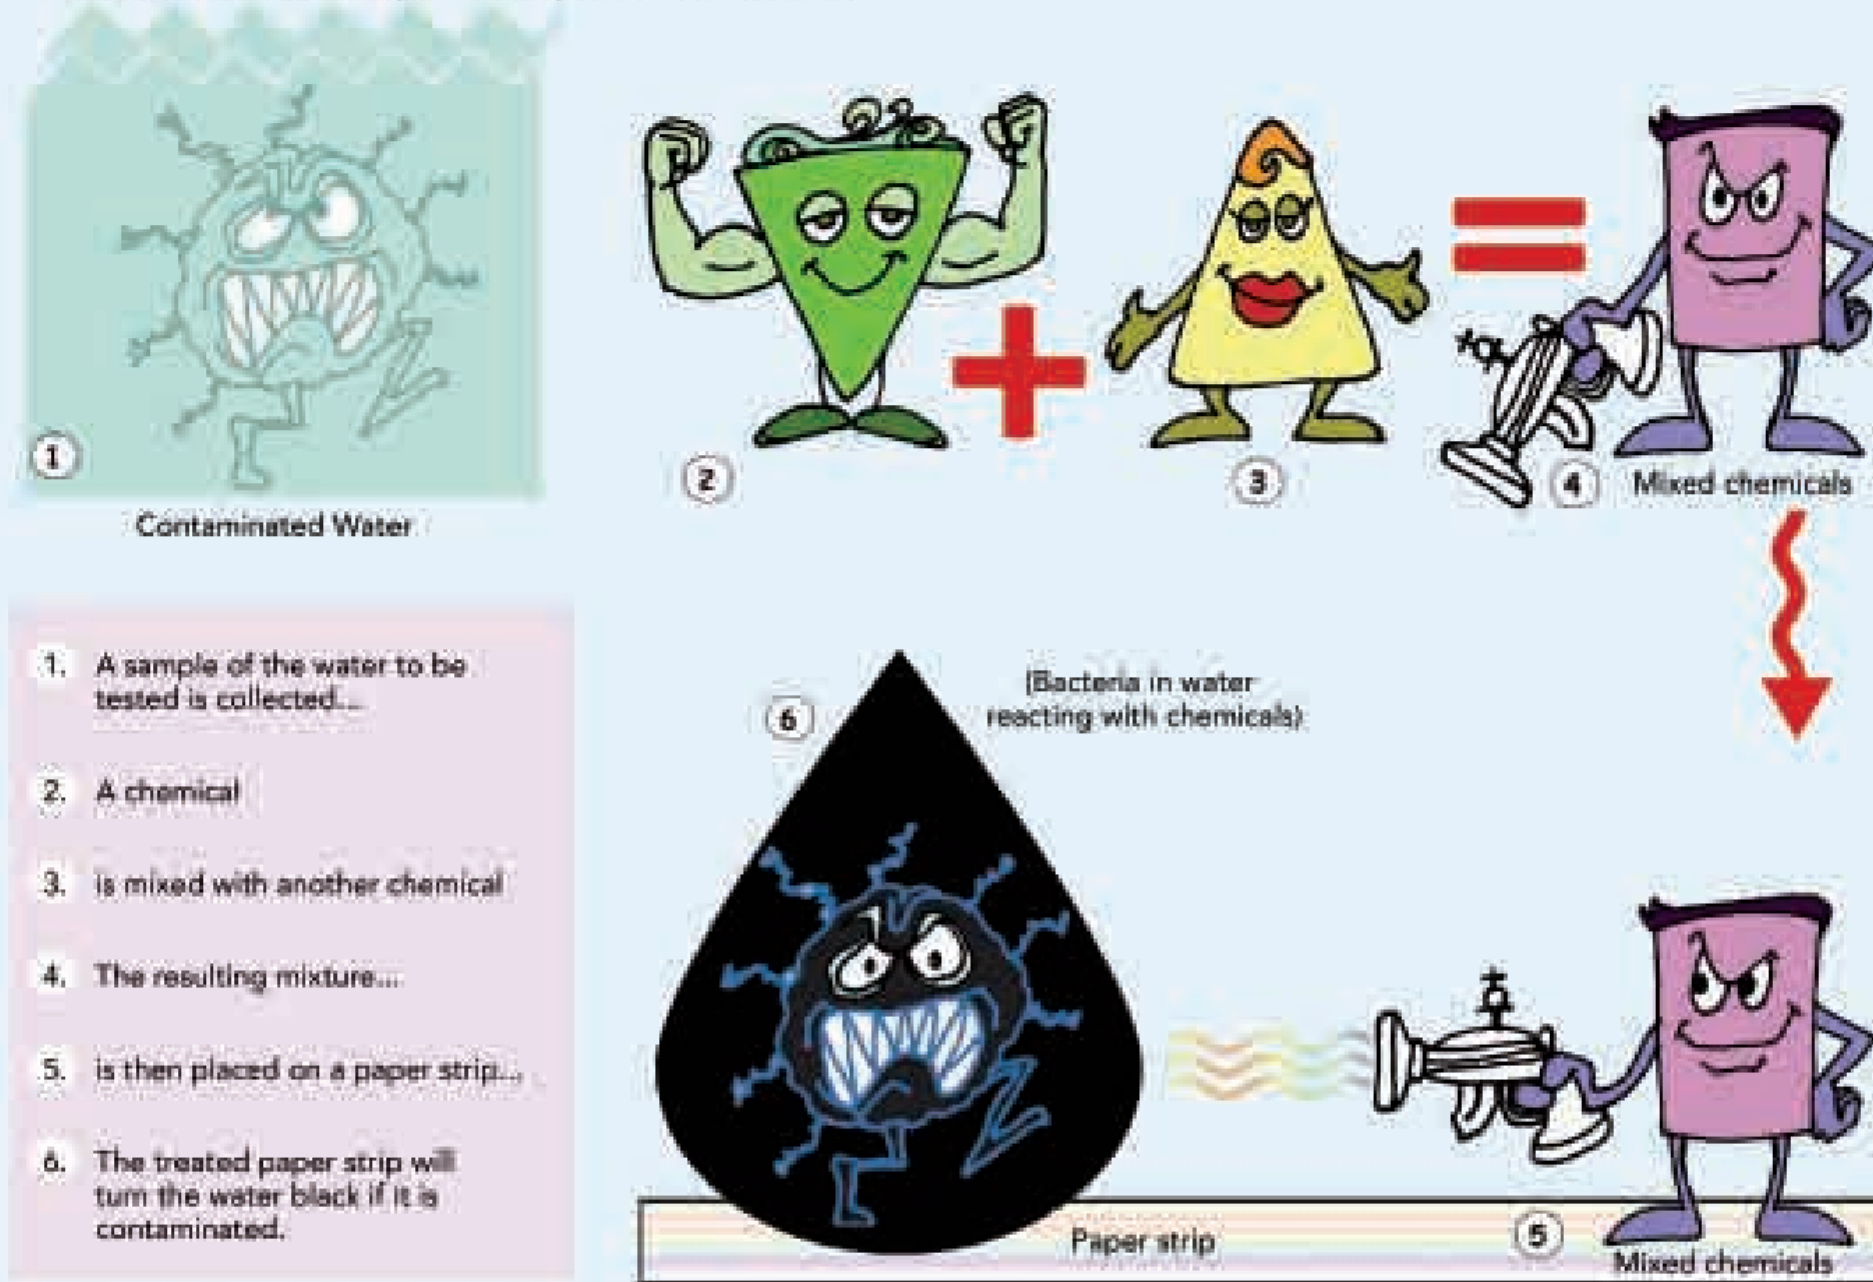 1
Contaminated Water
2
3
4
Mixed chemicals
1. A sample of the water to be
tested is collected...
2. A chemical
3. is mixed with another chemical
4. The resulting mixture...
5. is then placed on a paper strip...
6. The treated paper strip will
turn the water black if it is
contaminated.
6
(Bacteria in water
reacting with chemicals)
Paper strip
5
Mixed chemicals